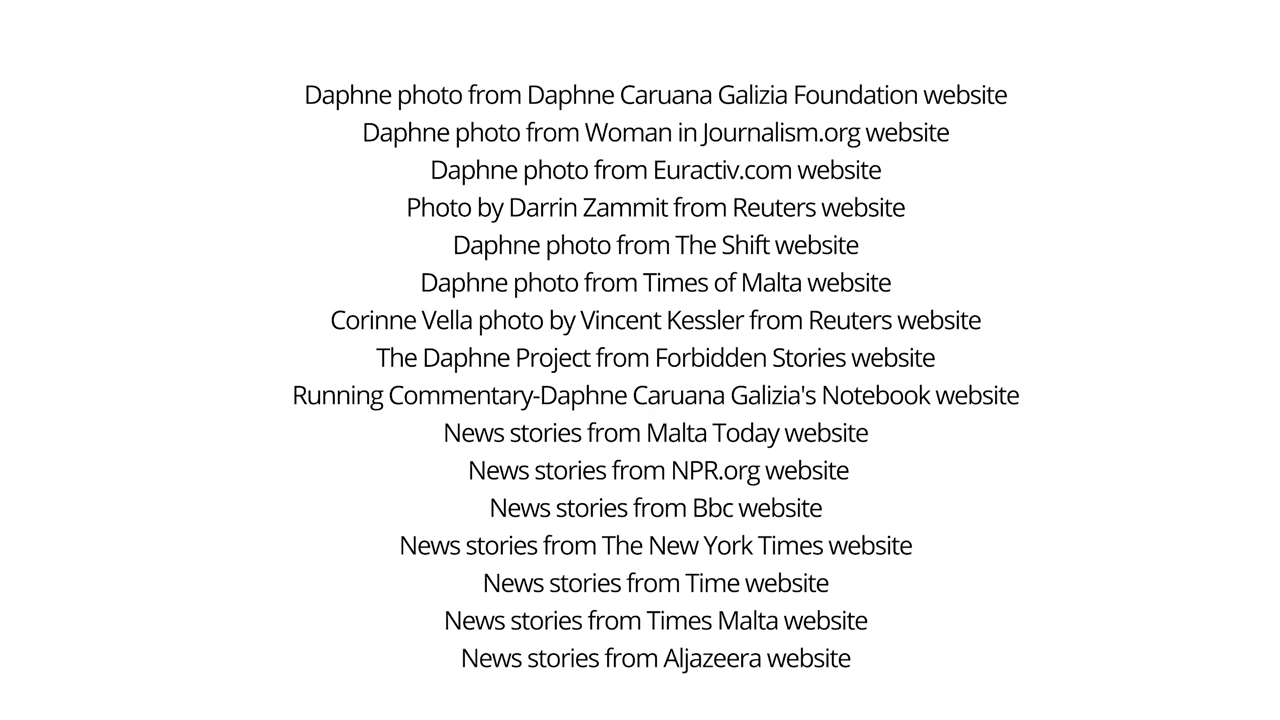 Daphne photo from Daphne Caruana Galizia Foundation website
Daphne photo from Woman in Journalism.org website
Daphne photo from Euractiv.com website
Photo by Darrin Zammit from Reuters website
Daphne photo from The Shift website
Daphne photo from Times of Malta website
Corinne Vella photo by Vincent Kessler from Reuters website
The Daphne Project from Forbidden Stories website
Running Commentary-Daphne Caruana Galizia's Notebook website
News stories from Malta Today website
News stories from NPR.org website
News stories from Bbc website
News stories from The New York Times website
News stories from Time website
News stories from Times Malta website
News stories from Aljazeera website